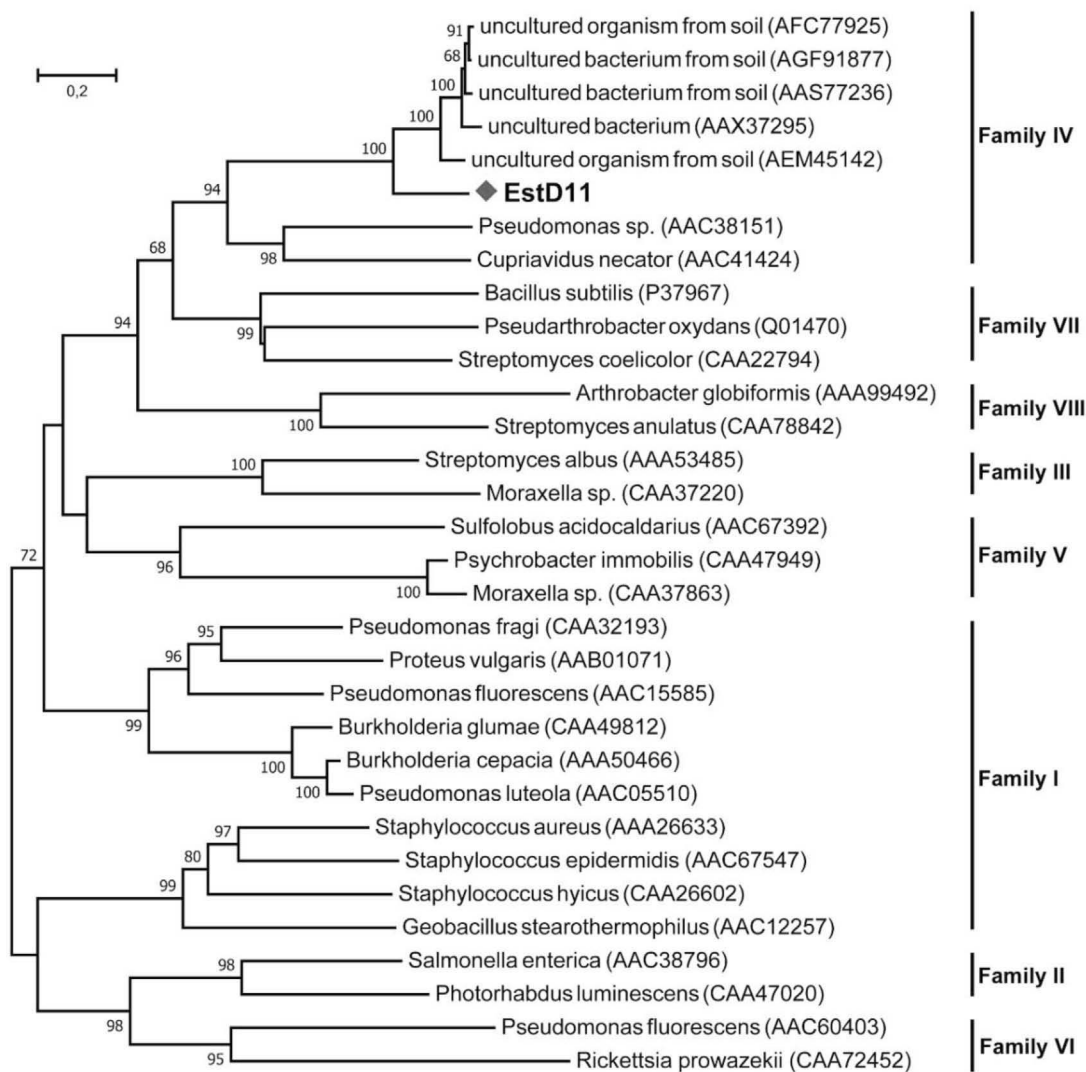 91
uncultured organism from soil (AFC77925)
68
uncultured bacterium from soil (AGF91877)
0,2
100
uncultured bacterium from soil (AAS77236)
100
uncultured bacterium (AAX37295)
Family IV
100
uncultured organism from soil (AEM45142)
EstD11
94
Pseudomonas sp. (AAC38151)
98
Cupriavidus necator (AAC41424)
68
Bacillus subtilis (P37967)
99
Pseudarthrobacter oxydans (Q01470)
Family VII
94
Streptomyces coelicolor (CAA22794)
Arthrobacter globiformis (AAA99492)
Family VIII
100
Streptomyces anulatus (CAA78842)
100
Streptomyces albus (AAA53485)
Family III
Moraxella sp. (CAA37220)
Sulfolobus acidocaldarius (AAC67392)
72
96
Psychrobacter immobilis (CAA47949)
Family V
100
Moraxella sp. (CAA37863)
95
Pseudomonas fragi (CAA32193)
96
Proteus vulgaris (AAB01071)
99
Pseudomonas fluorescens (AAC15585)
Burkholderia glumae (CAA49812)
100
Burkholderia cepacia (AAA50466)
Family I
100
Pseudomonas luteola (AAC05510)
97
Staphylococcus aureus (AAA26633)
80
Staphylococcus epidermidis (AAC67547)
99
Staphylococcus hyicus (CAA26602)
Geobacillus stearothermophilus (AAC12257)
98
Salmonella enterica (AAC38796)
Family II
Photorhabdus luminescens (CAA47020)
98
Pseudomonas fluorescens (AAC60403)
Family VI
95
Rickettsia prowazekii (CAA72452)